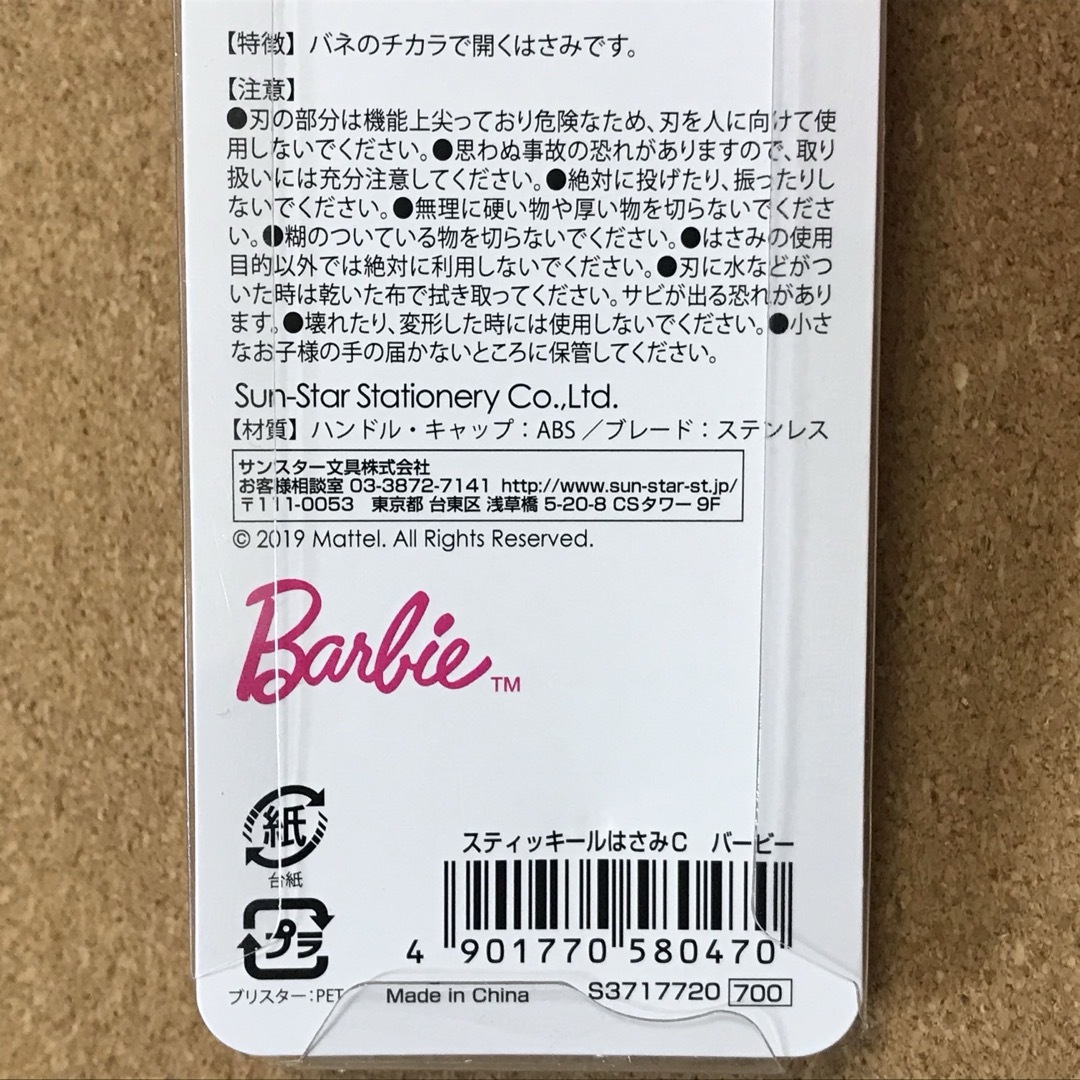 【特徴】バネのチカラで開くはさみです。
【注意】
●刃の部分は機能上尖っており危険なため、刃を人に向けて使
用しないでください。●思わぬ事故の恐れがありますので、取り
扱いには充分注意してください。●絶対に投げたり、振ったりし
ないでください。●無理に硬い物や厚い物を切らないでくださ
い。●糊のついている物を切らないでください。●はさみの使用
目的以外では絶対に利用しないでください。●刃に水などがつ
いた時は乾いた布で拭き取ってください。サビが出る恐れがあり
ます。●壊れたり、変形した時には使用しないでください。●小さ
なお子様の手の届かないところに保管してください。
Sun-Star Stationery Co.,Ltd.
【材質】ハンドル・キャップ：ABS／ブレード：ステンレス
サンスター文具株式会社
お客様相談室 03-3872-7141 http://www.sun-star-st.jp/
〒111-0053 東京都 台東区 浅草橋 5-20-8 CSタワー 9F
© 2019 Mattel. All Rights Reserved.
Barbie™
紙
台紙
プラ
ブリスター：PET
スティッキールはさみC バービー
4 901770 580470
Made in China S3717720 700